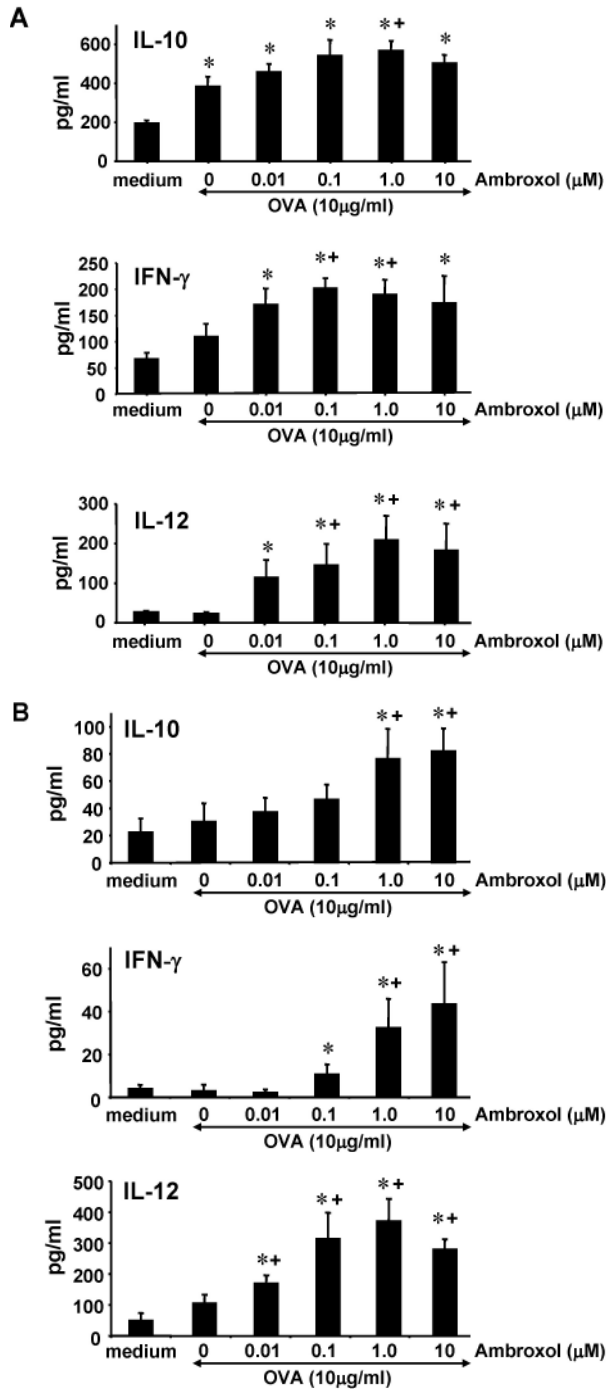 A
IL-10
pg/ml
600
400
200
0
* * * *+ *
medium 0 0.01 0.1 1.0 10 Ambroxol (μM)
OVA (10μg/ml)
IFN-γ
pg/ml
250
200
150
100
50
0
* *+ *+ *
medium 0 0.01 0.1 1.0 10 Ambroxol (μM)
OVA (10μg/ml)
IL-12
pg/ml
300
200
100
0
* *+ *+ *+
medium 0 0.01 0.1 1.0 10 Ambroxol (μM)
OVA (10μg/ml)
B
IL-10
pg/ml
100
80
60
40
20
0
*+ *+
medium 0 0.01 0.1 1.0 10 Ambroxol (μM)
OVA (10μg/ml)
IFN-γ
pg/ml
60
40
20
0
* *+ *+
medium 0 0.01 0.1 1.0 10 Ambroxol (μM)
OVA (10μg/ml)
IL-12
pg/ml
500
400
300
200
100
0
*+ *+ *+ *+
medium 0 0.01 0.1 1.0 10 Ambroxol (μM)
OVA (10μg/ml)